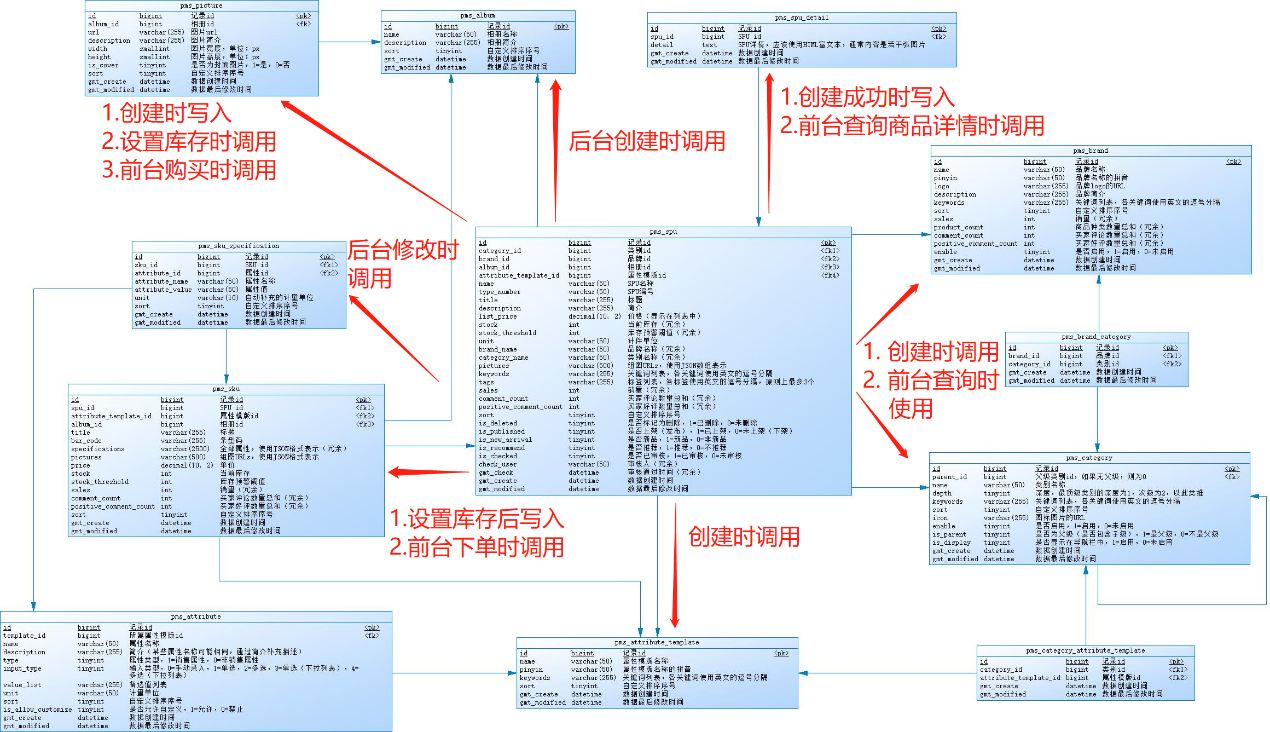 pms_picture
id bigint 记录id <pk>
album_id bigint 相册id <fk>
url varchar(255) 图片url
description varchar(255) 图片简介
width smallint 图片宽度，单位：px
height smallint 图片高度，单位：px
is_cover tinyint 是否为封面图片，1=是，0=否
sort tinyint 自定义排序序号
gmt_create datetime 数据创建时间
gmt_modified datetime 数据最后修改时间
pms_album
id bigint 记录id <pk>
name varchar(50) 相册名称
description varchar(255) 相册简介
sort tinyint 自定义排序序号
gmt_create datetime 数据创建时间
gmt_modified datetime 数据最后修改时间
pms_spu_detail
id bigint 记录id <pk>
spu_id bigint SPU id <fk>
detail text SPU详情，应该使用HTML富文本，通常内容是若干张图片
gmt_create datetime 数据创建时间
gmt_modified datetime 数据最后修改时间
1.创建时写入
2.设置库存时调用
3.前台购买时调用
后台创建时调用
1.创建成功时写入
2.前台查询商品详情时调用
pms_brand
id bigint 记录id <pk>
name varchar(50) 品牌名称
pinyin varchar(50) 品牌名称的拼音
logo varchar(255) 品牌logo的URL
description varchar(255) 品牌简介
keywords varchar(255) 关键词列表，各关键词使用英文的逗号分隔
sort tinyint 自定义排序序号
sales int 销量（冗余）
product_count int 商品种类数量总和（冗余）
comment_count int 买家评论数量总和（冗余）
positive_comment_count int 买家好评数量总和（冗余）
enable tinyint 是否启用，1=启用，0=未启用
gmt_create datetime 数据创建时间
gmt_modified datetime 数据最后修改时间
pms_sku_specification
id bigint 记录id <pk>
sku_id bigint SKU id <fk1>
attribute_id bigint 属性id <fk2>
attribute_name varchar(50) 属性名称
attribute_value varchar(50) 属性值
unit varchar(10) 自动补充的计量单位
sort tinyint 自定义排序序号
gmt_create datetime 数据创建时间
gmt_modified datetime 数据最后修改时间
后台修改时
调用
pms_spu
id bigint 记录id <pk>
category_id bigint 类别id <fk1>
brand_id bigint 品牌id <fk2>
album_id bigint 相册id <fk3>
attribute_template_id bigint 属性模版id <fk4>
name varchar(50) SPU名称
type_number varchar(50) SPU编号
title varchar(255) 标题
description varchar(255) 简介
list_price decimal(10, 2) 价格（显示在列表中）
stock int 当前库存（冗余）
stock_threshold int 库存预警阈值（冗余）
unit varchar(50) 计件单位
brand_name varchar(50) 品牌名称（冗余）
category_name varchar(50) 类别名称（冗余）
pictures varchar(500) 组图URLs，使用JSON数组表示
keywords varchar(255) 关键词列表，各关键词使用英文的逗号分隔
tags varchar(255) 标签列表，各标签使用英文的逗号分隔，原则上最多3个
sales int 销量（冗余）
comment_count int 买家评论数量总和（冗余）
positive_comment_count int 买家好评数量总和（冗余）
sort tinyint 自定义排序序号
is_deleted tinyint 是否标记为删除，1=已删除，0=未删除
is_published tinyint 是否上架（发布），1=已上架，0=未上架（下架）
is_new_arrival tinyint 是否新品，1=新品，0=非新品
is_recommend tinyint 是否推荐，1=推荐，0=不推荐
is_checked tinyint 是否已审核，1=已审核，0=未审核
check_user varchar(50) 审核人（冗余）
gmt_check datetime 审核通过时间（冗余）
gmt_create datetime 数据创建时间
gmt_modified datetime 数据最后修改时间
1. 创建时调用
2. 前台查询时
使用
pms_brand_category
id bigint 记录id <pk>
brand_id bigint 品牌id <fk1>
category_id bigint 类别id <fk2>
gmt_create datetime 数据创建时间
gmt_modified datetime 数据最后修改时间
pms_sku
id bigint 记录id <pk>
spu_id bigint SPU id <fk1>
attribute_template_id bigint 属性模版id <fk2>
album_id bigint 相册id <fk3>
title varchar(255) 标题
bar_code varchar(255) 条型码
specifications varchar(2500) 全部属性，使用JSON格式表示（冗余）
pictures varchar(500) 组图URLs，使用JSON格式表示
price decimal(10, 2) 单价
stock int 当前库存
stock_threshold int 库存预警阈值
sales int 销量（冗余）
comment_count int 买家评论数量总和（冗余）
positive_comment_count int 买家好评数量总和（冗余）
sort tinyint 自定义排序序号
gmt_create datetime 数据创建时间
gmt_modified datetime 数据最后修改时间
1.设置库存后写入
2.前台下单时调用
创建时调用
pms_category
id bigint 记录id <pk>
parent_id bigint 父级类别id：如果无父级，则为0 <fk>
name varchar(50) 类别名称
depth tinyint 深度，最顶级类别的深度为1，次级为2，以此类推
keywords varchar(255) 关键词列表，各关键词使用英文的逗号分隔
sort tinyint 自定义排序序号
icon varchar(255) 图标图片的URL
enable tinyint 是否启用，1=启用，0=未启用
is_parent tinyint 是否为父级（是否包含子级），1=是父级，0=不是父级
is_display tinyint 是否显示在导航栏中，1=启用，0=未启用
gmt_create datetime 数据创建时间
gmt_modified datetime 数据最后修改时间
pms_attribute
id bigint 记录id <pk>
template_id bigint 所属属性模版id <fk>
name varchar(50) 属性名称
description varchar(255) 简介（某些属性名称可能相同，通过简介补充描述）
type tinyint 属性类型，1=销售属性，0=非销售属性
input_type tinyint 输入类型，0=手动录入，1=单选，2=多选，3=单选（下拉列表），4=
多选（下拉列表）
value_list varchar(255) 备选值列表
unit varchar(50) 计量单位
sort tinyint 自定义排序序号
is_allow_customize tinyint 是否允许自定义，1=允许，0=禁止
gmt_create datetime 数据创建时间
gmt_modified datetime 数据最后修改时间
pms_attribute_template
id bigint 记录id <pk>
name varchar(50) 属性模版名称
pinyin varchar(50) 属性模版名称的拼音
keywords varchar(255) 关键词列表，各关键词使用英文的逗号分隔
sort tinyint 自定义排序序号
gmt_create datetime 数据创建时间
gmt_modified datetime 数据最后修改时间
pms_category_attribute_template
id bigint 记录id <pk>
category_id bigint 类别id <fk1>
attribute_template_id bigint 属性模版id <fk2>
gmt_create datetime 数据创建时间
gmt_modified datetime 数据最后修改时间